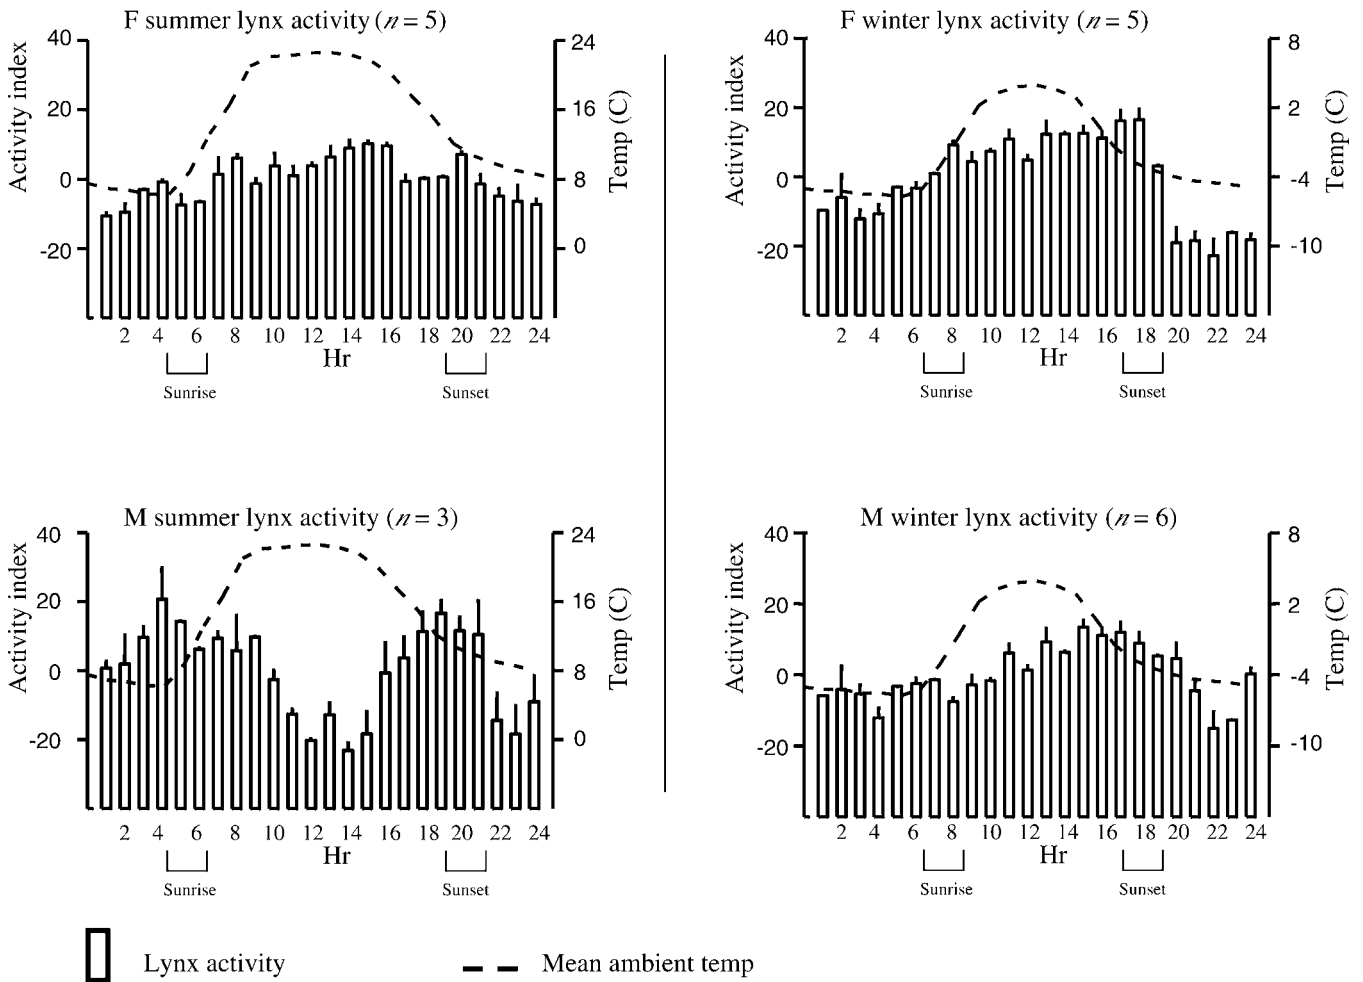 F summer lynx activity (n = 5)
Activity index
40
20
0
-20
24
16
8
0
Temp (C)
2 4 6 8 10 12 14 16 18 20 22 24
Hr
Sunrise
Sunset
F winter lynx activity (n = 5)
Activity index
40
20
0
-20
8
2
-4
-10
Temp (C)
2 4 6 8 10 12 14 16 18 20 22 24
Hr
Sunrise
Sunset
M summer lynx activity (n = 3)
Activity index
40
20
0
-20
24
16
8
0
Temp (C)
2 4 6 8 10 12 14 16 18 20 22 24
Hr
Sunrise
Sunset
M winter lynx activity (n = 6)
Activity index
40
20
0
-20
8
2
-4
-10
Temp (C)
2 4 6 8 10 12 14 16 18 20 22 24
Hr
Sunrise
Sunset
Lynx activity
Mean ambient temp